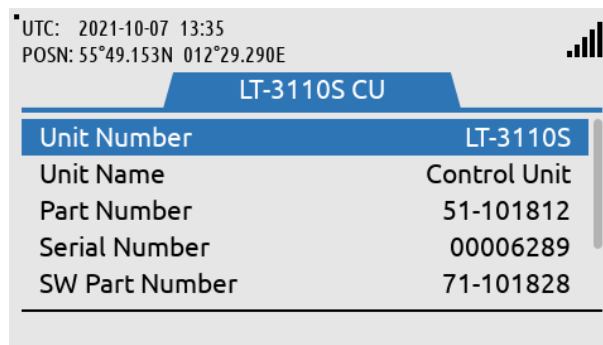 UTC: 2021-10-07 13:35
POSN: 55°49.153N 012°29.290E
LT-3110S CU
Unit Number LT-3110S
Unit Name Control Unit
Part Number 51-101812
Serial Number 00006289
SW Part Number 71-101828